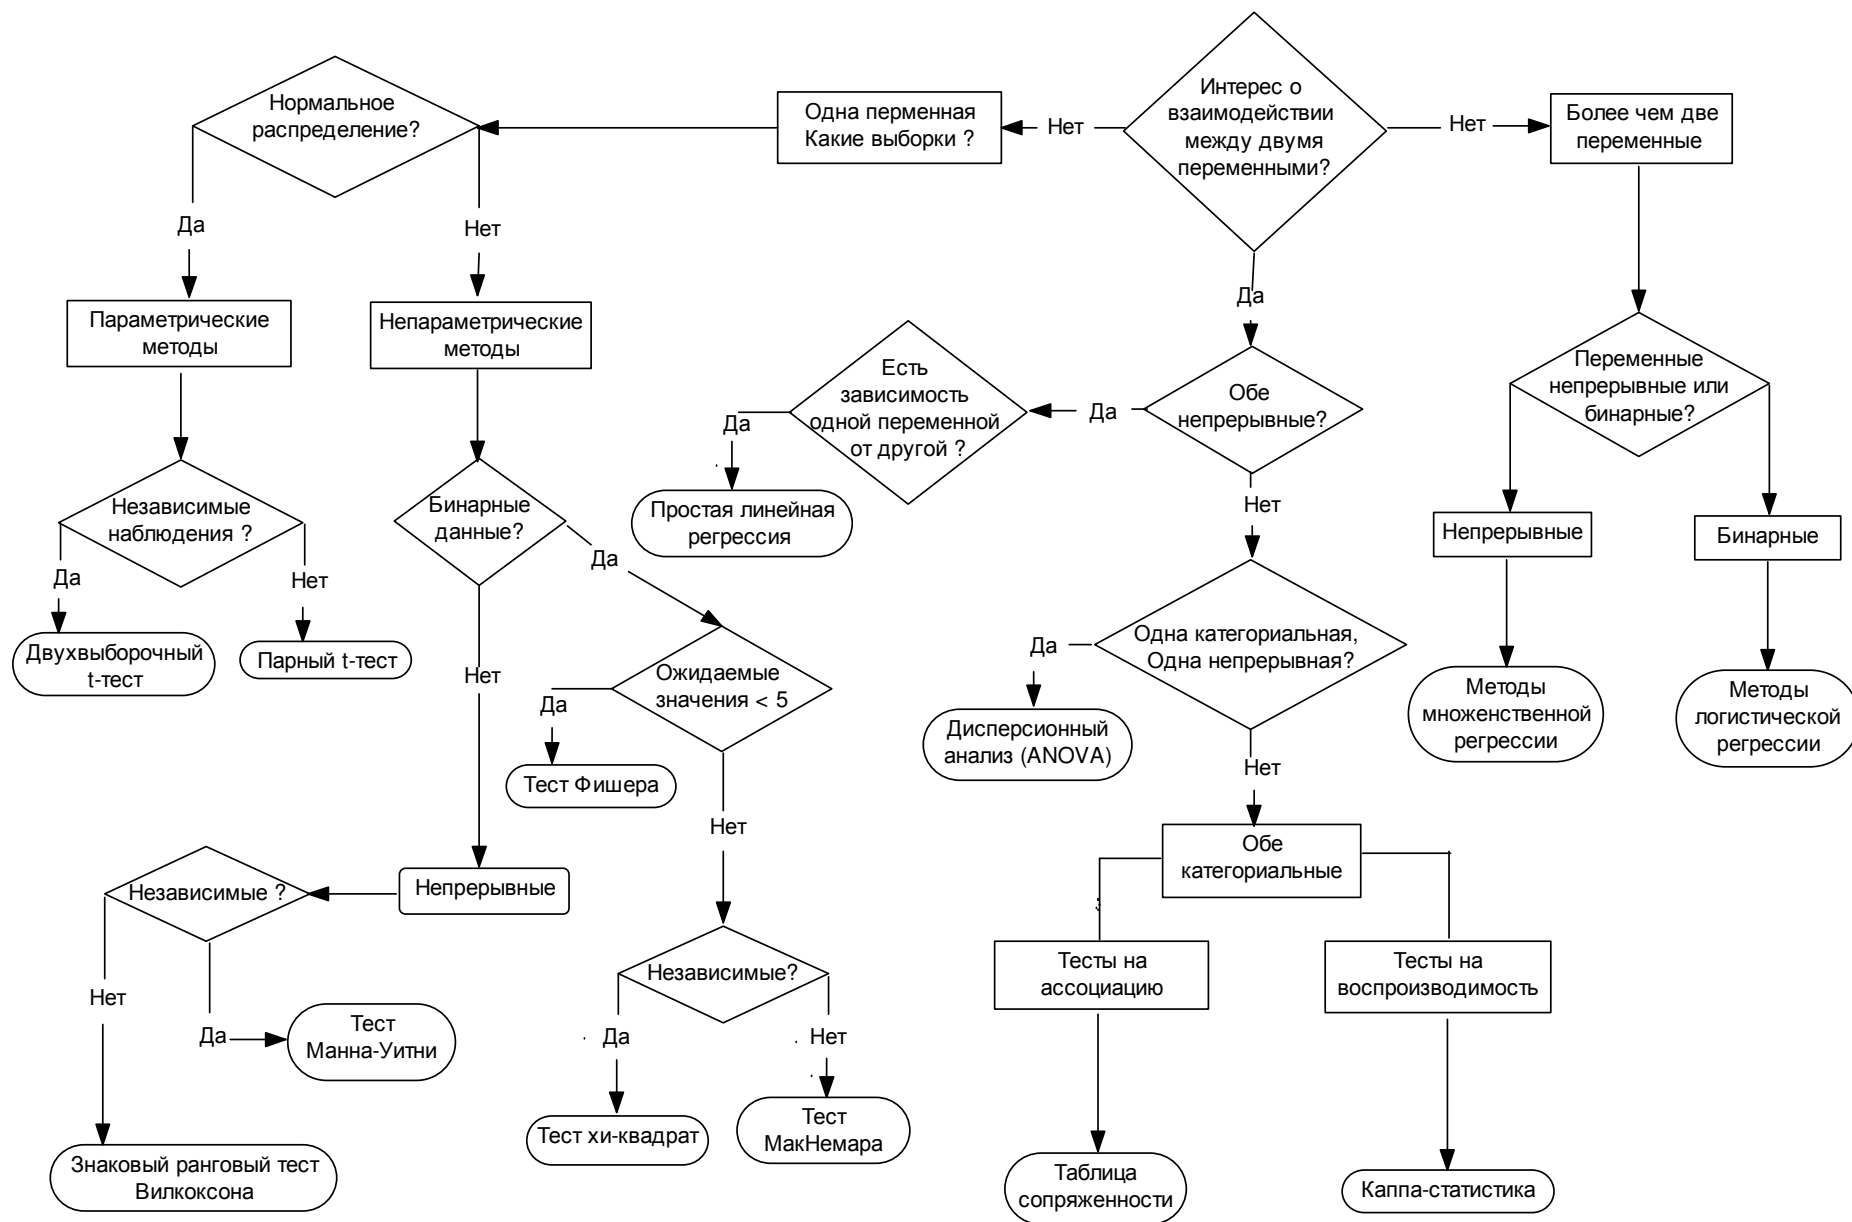 Интерес о
взаимодействии
между двумя
переменными?
Нет
Одна перменная
Какие выборки ?
Нет
Более чем две
переменные
Нормальное
распределение?
Да
Нет
Параметрические
методы
Непараметрические
методы
Независимые
наблюдения ?
Да
Нет
Двухвыборочный
t-тест
Парный t-тест
Бинарные
данные?
Да
Нет
Ожидаемые
значения < 5
Да
Тест Фишера
Нет
Непрерывные
Независимые ?
Нет
Да
Тест
Манна-Уитни
Знаковый ранговый тест
Вилкоксона
Независимые?
Да
Нет
Тест хи-квадрат
Тест
МакНемара
Да
Обе
непрерывные?
Да
Есть
зависимость
одной переменной
от другой ?
Да
Простая линейная
регрессия
Нет
Одна категориальная,
Одна непрерывная?
Да
Дисперсионный
анализ (ANOVA)
Нет
Обе
категориальные
Тесты на
ассоциацию
Тесты на
воспроизводимость
Таблица
сопряженности
Каппа-статистика
Переменные
непрерывные или
бинарные?
Непрерывные
Бинарные
Методы
множенственной
регрессии
Методы
логистической
регрессии